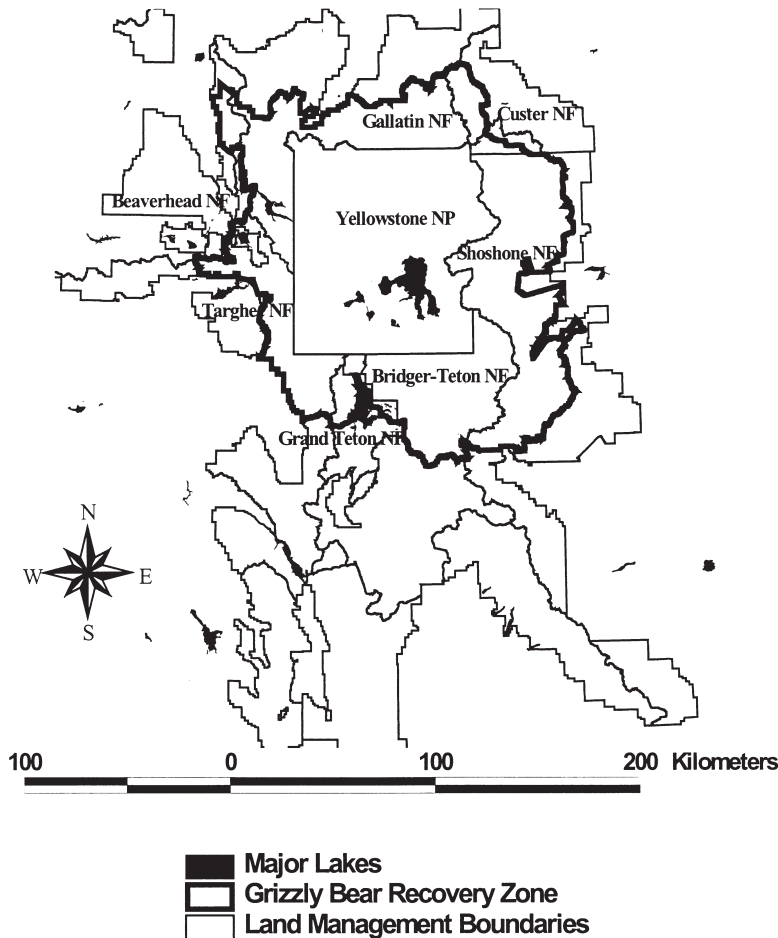 Gallatin NF
Custer NF
Beaverhead NF
Yellowstone NP
Shoshone NF
Targhee NF
Bridger-Teton NF
Grand Teton NP
N
W E
S
100 0 100 200 Kilometers
Major Lakes
Grizzly Bear Recovery Zone
Land Management Boundaries